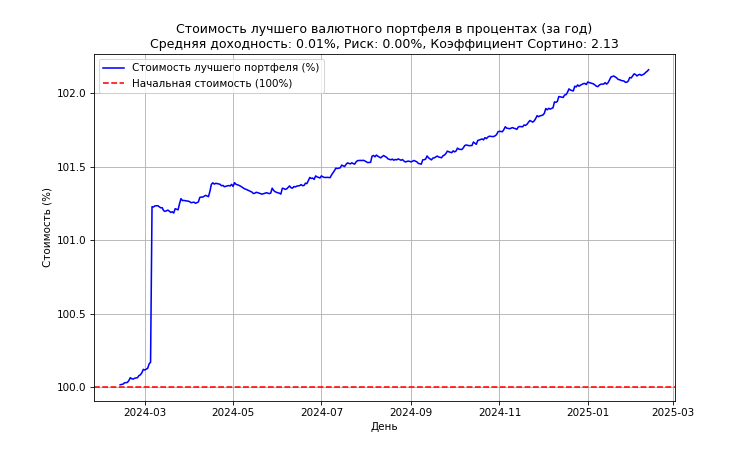 Стоимость лучшего валютного портфеля в процентах (за год)
Средняя доходность: 0.01%, Риск: 0.00%, Коэффициент Сортино: 2.13
Стоимость лучшего портфеля (%)
Начальная стоимость (100%)
Стоимость (%)
102.0
101.5
101.0
100.5
100.0
2024-03
2024-05
2024-07
2024-09
2024-11
2025-01
2025-03
День